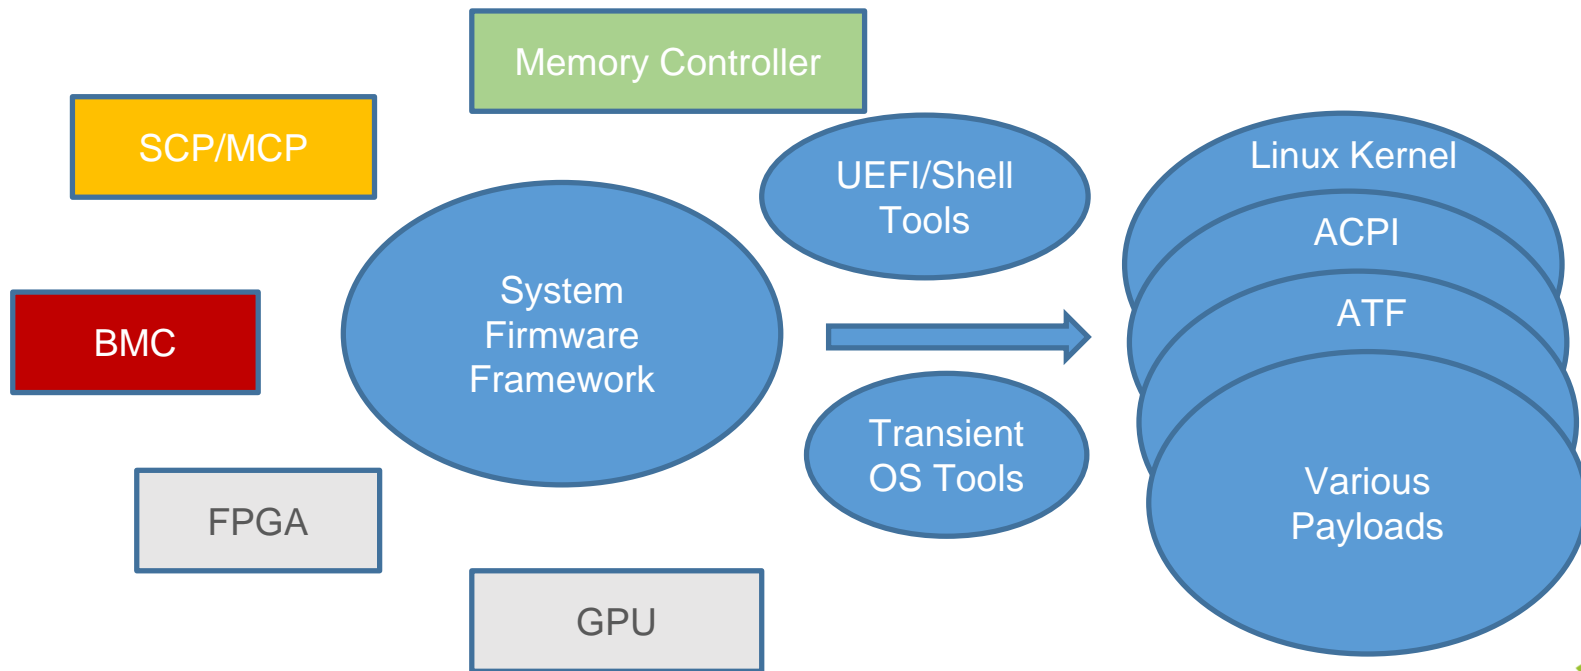 Memory Controller
SCP/MCP
UEFI/Shell
Tools
Linux Kernel
ACPI
System
Firmware
Framework
BMC
ATF
Transient
OS Tools
Various
Payloads
FPGA
GPU